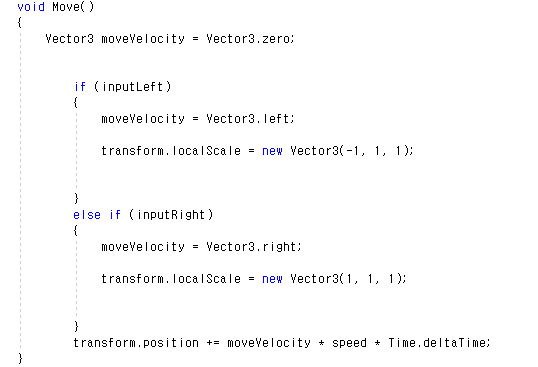 void Move()
{
    Vector3 moveVelocity = Vector3.zero;
        if (inputLeft)
        {
            moveVelocity = Vector3.left;
            transform.localScale = new Vector3(-1, 1, 1);
        }
        else if (inputRight)
        {
            moveVelocity = Vector3.right;
            transform.localScale = new Vector3(1, 1, 1);
        }
        transform.position += moveVelocity * speed * Time.deltaTime;
}